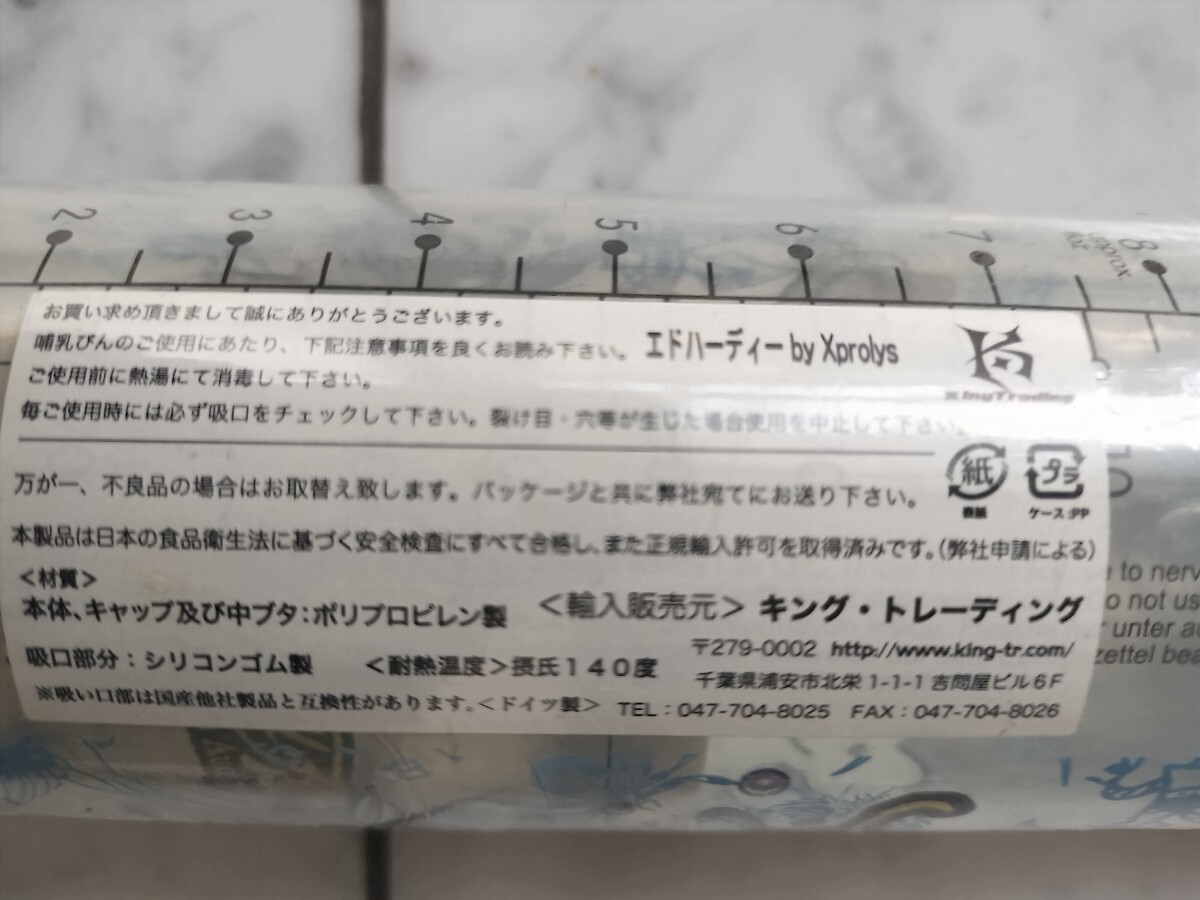 2 3 4 5 6 7 8
approx.
お買い求め頂きまして誠にありがとうございます。
哺乳びんのご使用にあたり、下記注意事項を良くお読み下さい。 エドハーディー by Xprolys
ご使用前に熱湯にて消毒して下さい。
KingTrading
毎ご使用時には必ず吸口をチェックして下さい。裂け目・穴等が生じた場合使用を中止して下さい。
紙 プラ
万が一、不良品の場合はお取替え致します。パッケージと共に弊社宛てにお送り下さい。
表紙 ケース:PP
本製品は日本の食品衛生法に基づく安全検査にすべて合格し、また正規輸入許可を取得済みです。(弊社申請による)
<材質>
本体、キャップ及び中ブタ:ポリプロピレン製 <輸入販売元> キング・トレーディング
〒279-0002 http://www.king-tr.com/
吸口部分:シリコンゴム製 <耐熱温度>摂氏140度
千葉県浦安市北栄 1-1-1 吉問屋ビル6F
※吸い口部は国産他社製品と互換性があります。<ドイツ製> TEL:047-704-8025 FAX:047-704-8026
to nerv
o not us
unter au
zettel bea